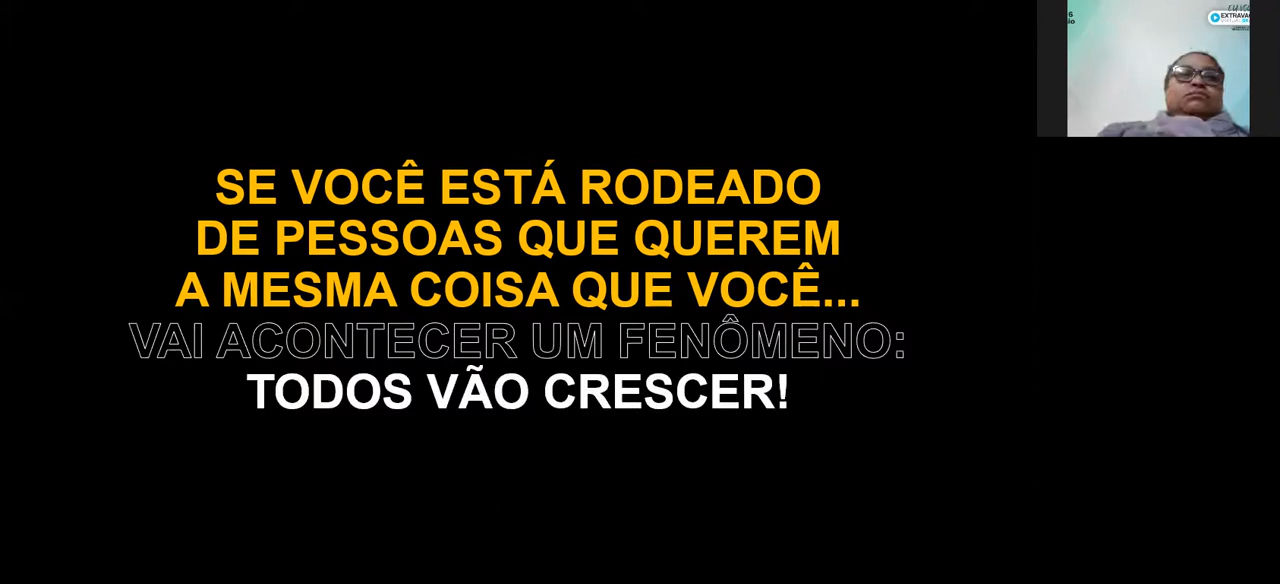 SE VOCÊ ESTÁ RODEADO
DE PESSOAS QUE QUEREM
A MESMA COISA QUE VOCÊ...
VAI ACONTECER UM FENÔMENO:
TODOS VÃO CRESCER!